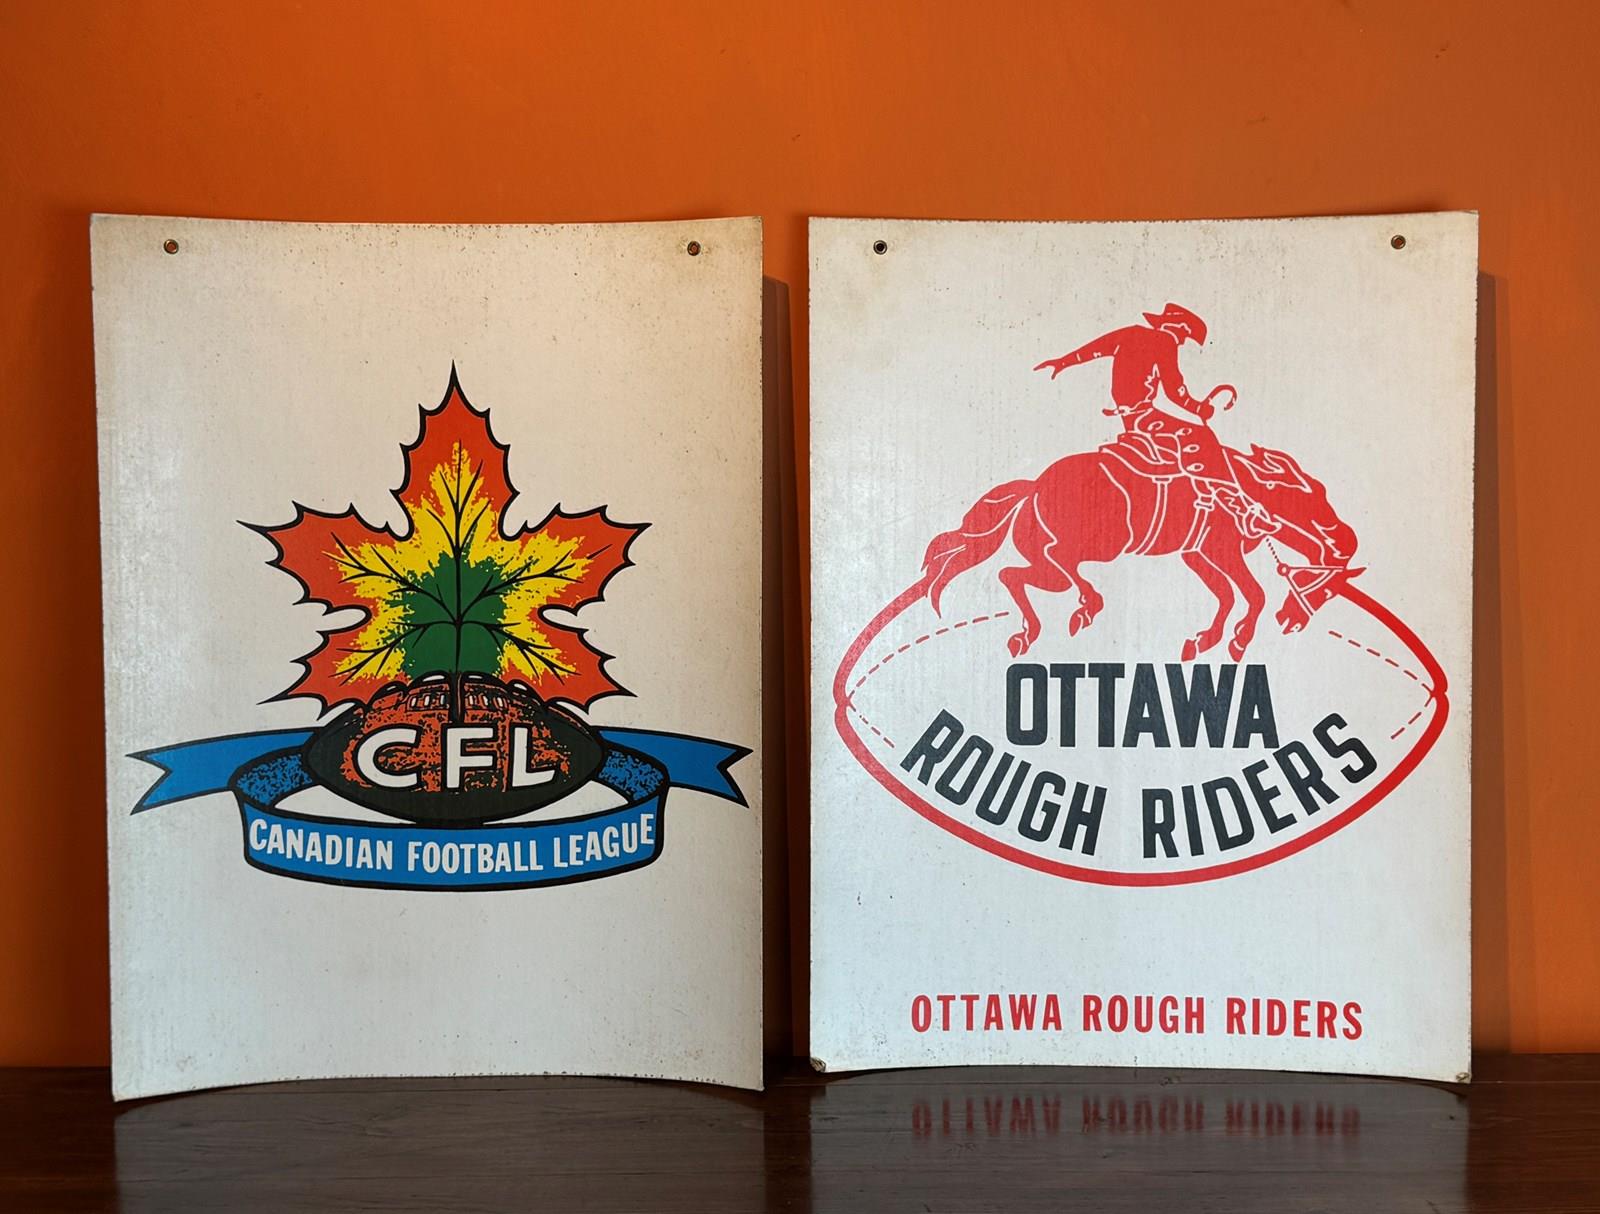 CFL
CANADIAN FOOTBALL LEAGUE
OTTAWA
ROUGH RIDERS
OTTAWA ROUGH RIDERS